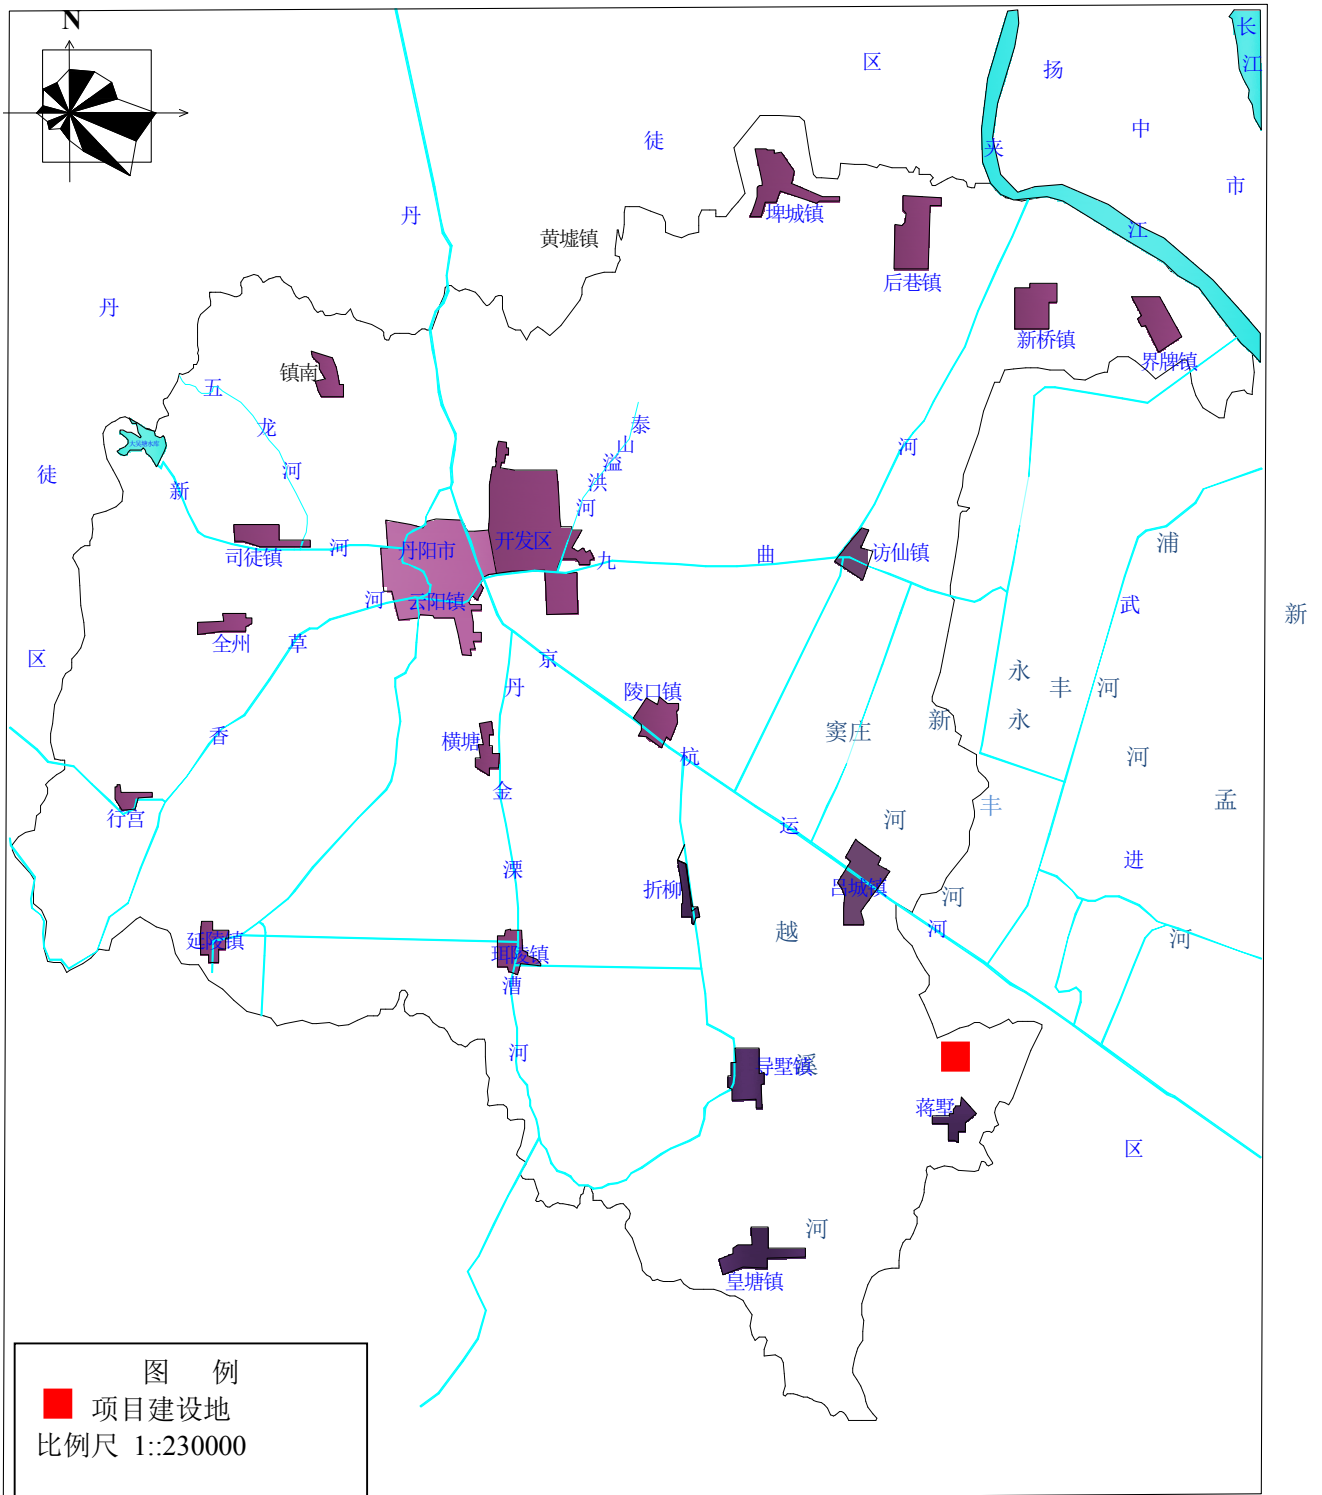 N
长
江
区
扬
中
市
徒
夹
江
丹
埤城镇
黄墟镇
后巷镇
丹
新桥镇
界牌镇
镇南
五
龙
河
泰
山
溢
洪
河
大吴塘水库
徒
新
河
司徒镇
丹阳市
开发区
九
曲
河
访仙镇
浦
河
云阳镇
武
新
全州
草
香
区
京
丹
陵口镇
永
丰
河
永
横塘
窦庄
新
杭
河
金
丰
孟
行宫
运
河
溧
折柳
吕城镇
进
河
越
河
河
延陵镇
珥陵镇
漕
河
导墅镇
溪
蒋墅
区
河
皇塘镇
图 例
项目建设地
比例尺 1::230000